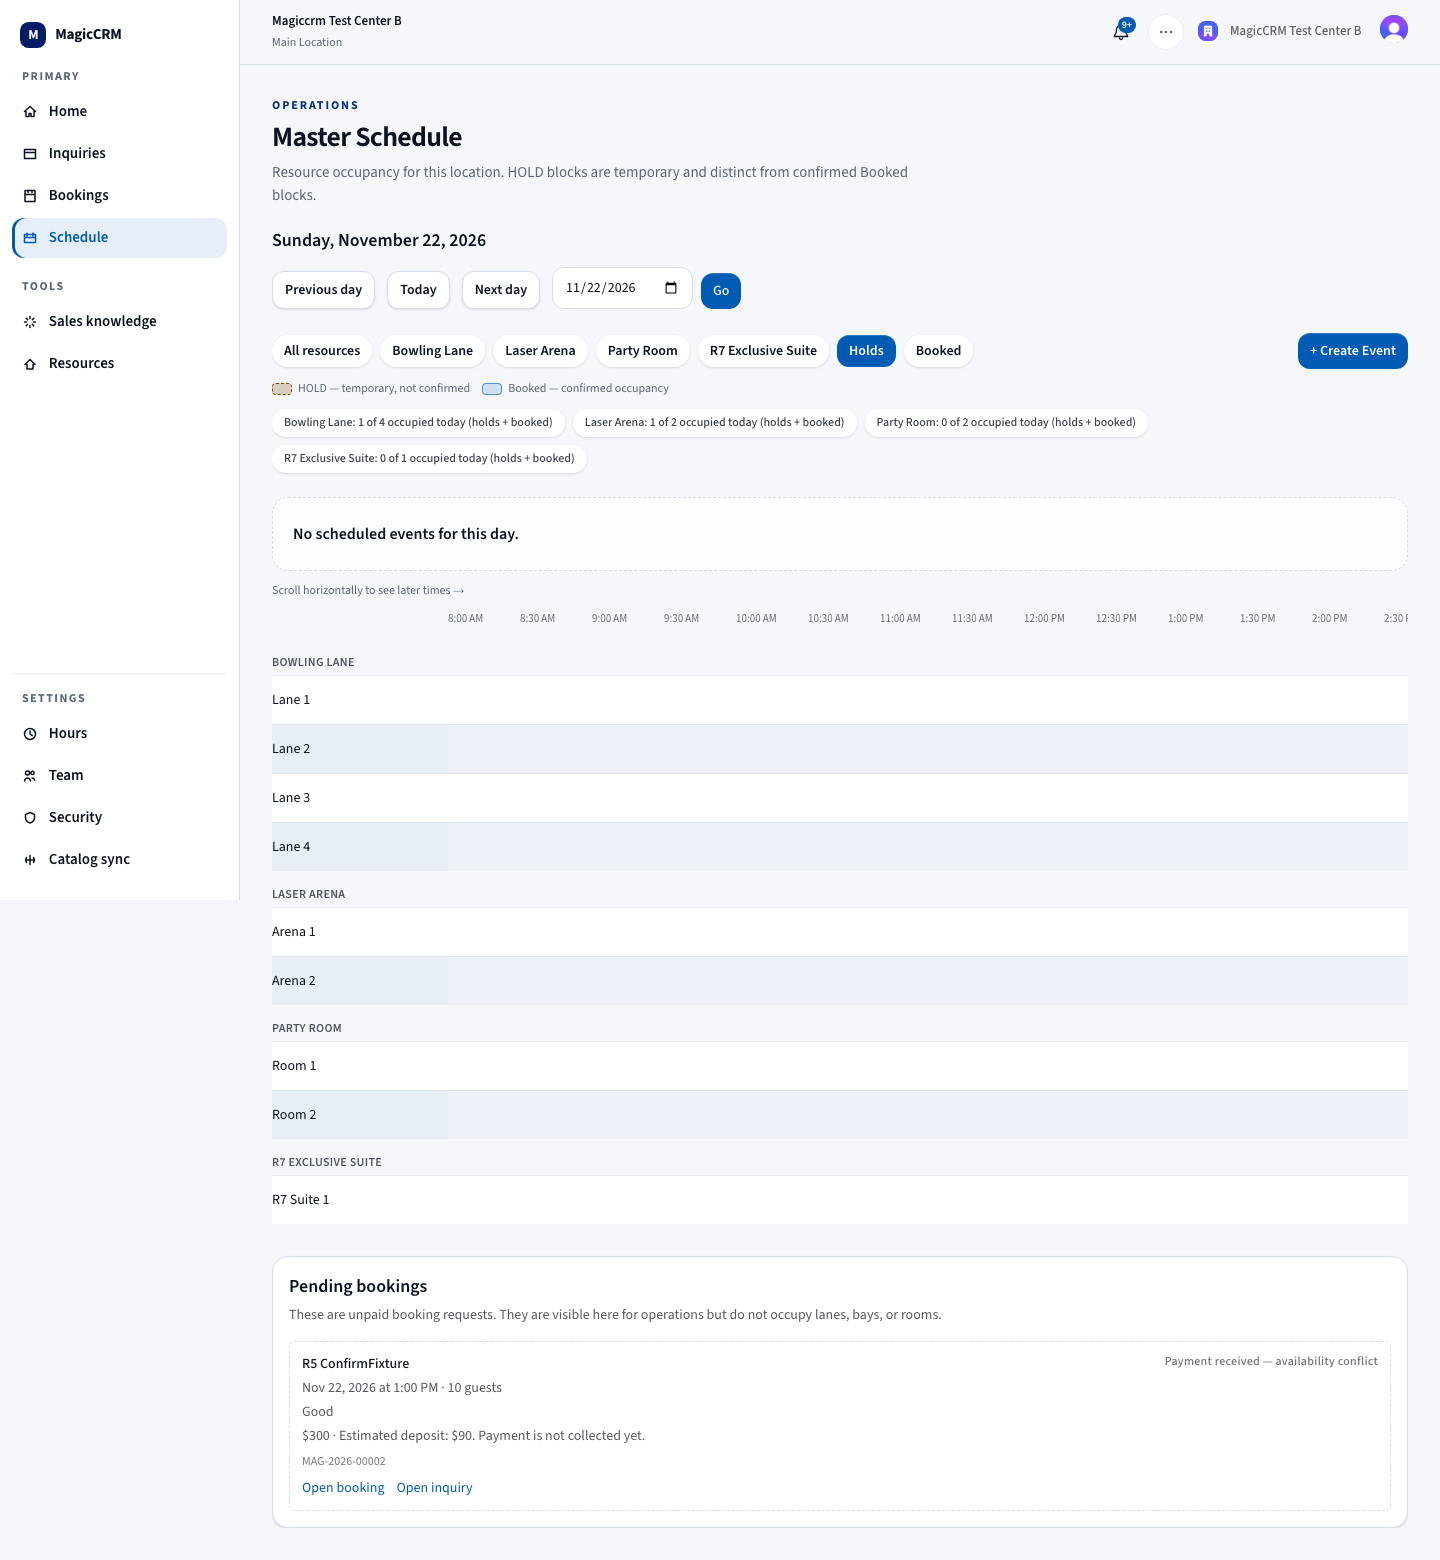 M MagicCRM
PRIMARY
Home
Inquiries
Bookings
Schedule
TOOLS
Sales knowledge
Resources
SETTINGS
Hours
Team
Security
Catalog sync
Magiccrm Test Center B
Main Location
9+
MagicCRM Test Center B
OPERATIONS
Master Schedule
Resource occupancy for this location. HOLD blocks are temporary and distinct from confirmed Booked
blocks.
Sunday, November 22, 2026
Previous day Today Next day 11/22/2026 Go
All resources Bowling Lane Laser Arena Party Room R7 Exclusive Suite Holds Booked + Create Event
HOLD — temporary, not confirmed Booked — confirmed occupancy
Bowling Lane: 1 of 4 occupied today (holds + booked) Laser Arena: 1 of 2 occupied today (holds + booked) Party Room: 0 of 2 occupied today (holds + booked)
R7 Exclusive Suite: 0 of 1 occupied today (holds + booked)
No scheduled events for this day.
Scroll horizontally to see later times →
8:00 AM 8:30 AM 9:00 AM 9:30 AM 10:00 AM 10:30 AM 11:00 AM 11:30 AM 12:00 PM 12:30 PM 1:00 PM 1:30 PM 2:00 PM 2:30
BOWLING LANE
Lane 1
Lane 2
Lane 3
Lane 4
LASER ARENA
Arena 1
Arena 2
PARTY ROOM
Room 1
Room 2
R7 EXCLUSIVE SUITE
R7 Suite 1
Pending bookings
These are unpaid booking requests. They are visible here for operations but do not occupy lanes, bays, or rooms.
R5 ConfirmFixture Payment received — availability conflict
Nov 22, 2026 at 1:00 PM · 10 guests
Good
$300 · Estimated deposit: $90. Payment is not collected yet.
MAG-2026-00002
Open booking Open inquiry